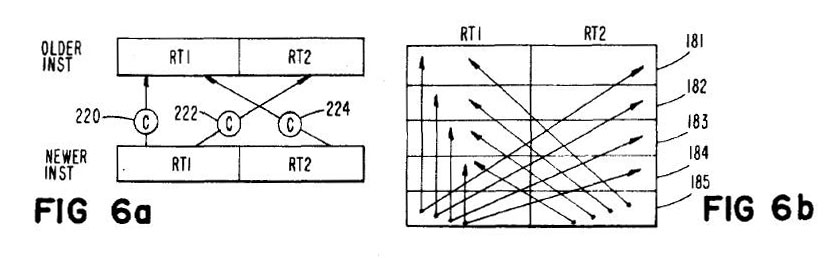 OLDER INST RT1 RT2
220 C 222 C C 224
NEWER INST RT1 RT2
FIG 6a
RT1 RT2
181
182
183
184
185
FIG 6b